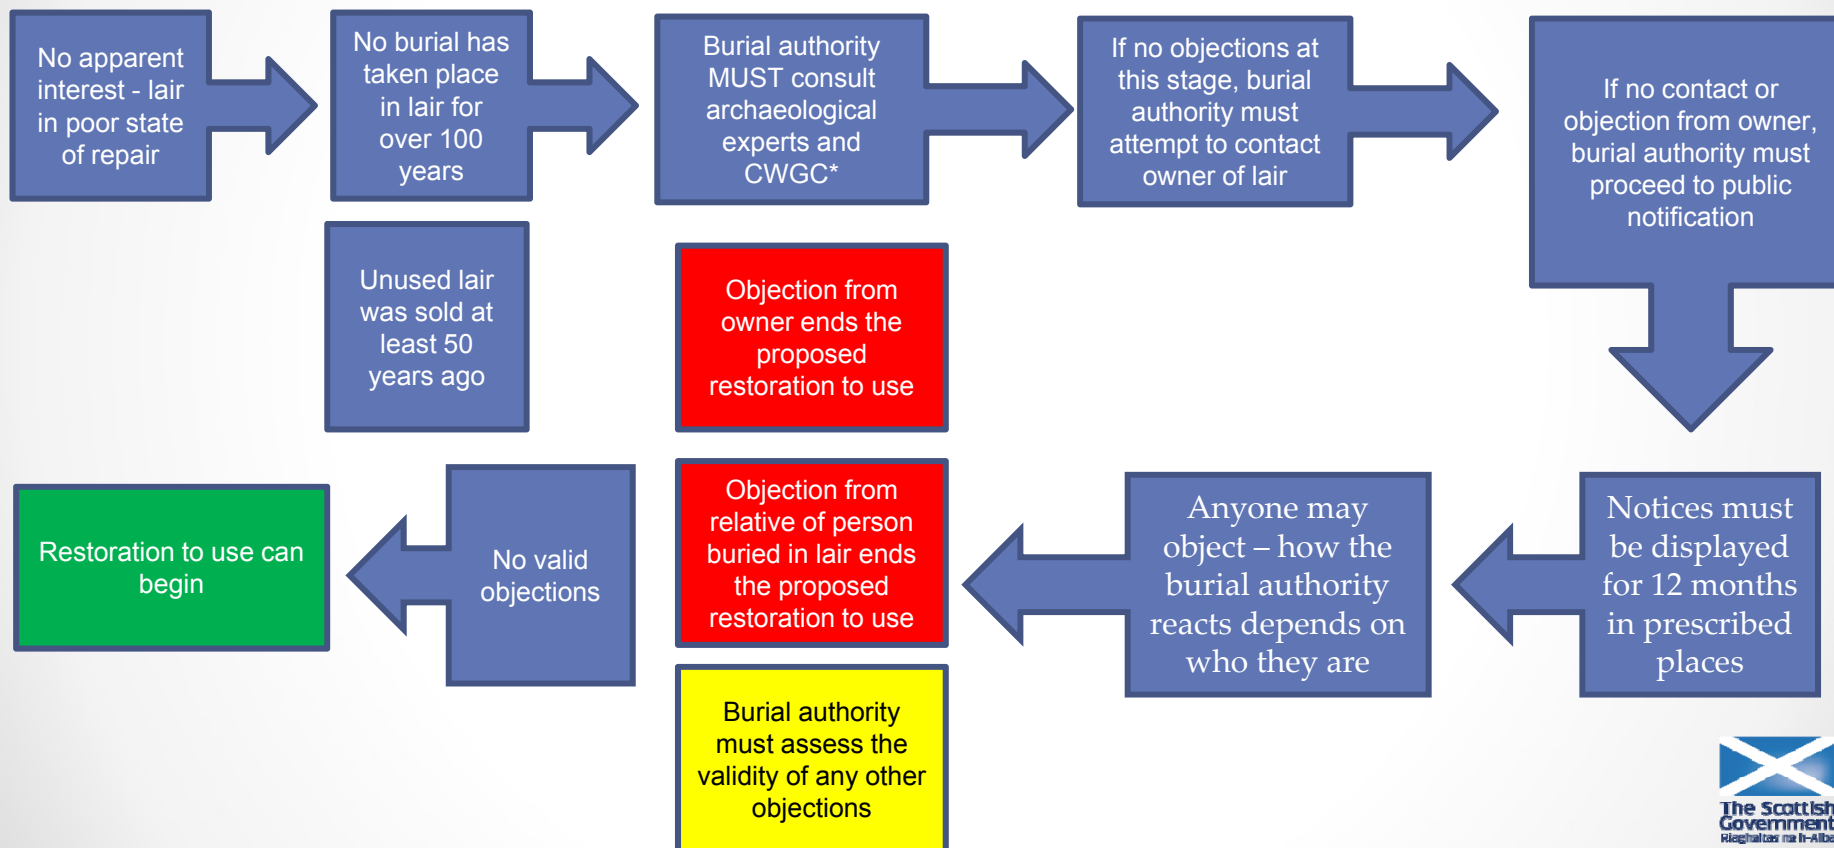 No apparent
interest - lair
in poor state
of repair
No burial has
taken place
in lair for
over 100
years
Burial authority
MUST consult
archaeological
experts and
CWGC*
If no objections at
this stage, burial
authority must
attempt to contact
owner of lair
If no contact or
objection from owner,
burial authority must
proceed to public
notification
Unused lair
was sold at
least 50
years ago
Objection from
owner ends the
proposed
restoration to use
Notices must
be displayed
for 12 months
in prescribed
places
Anyone may
object – how the
burial authority
reacts depends on
who they are
Objection from
relative of person
buried in lair ends
the proposed
restoration to use
Burial authority
must assess the
validity of any other
objections
No valid
objections
Restoration to use can
begin
The Scottish
Government
Riaghaltas na h-Alba